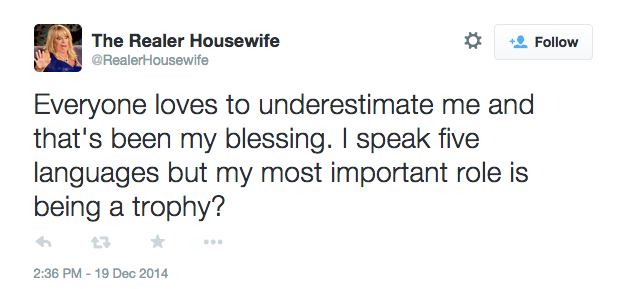 The Realer Housewife
@RealerHousewife
Follow
Everyone loves to underestimate me and
that's been my blessing. I speak five
languages but my most important role is
being a trophy?
2:36 PM - 19 Dec 2014